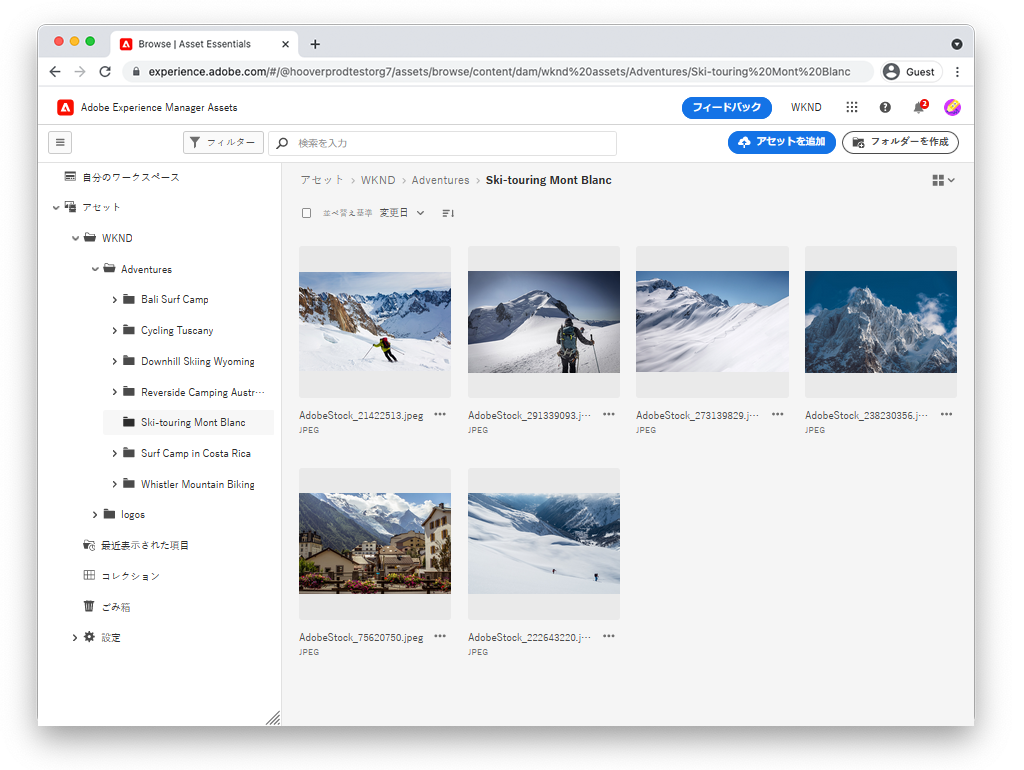 Browse | Asset Essentials
experience.adobe.com/#/@hooverprodtestorg7/assets/browse/content/dam/wknd%20assets/Adventures/Ski-touring%20Mont%20Blanc
Guest
Adobe Experience Manager Assets
フィードバック
WKND
2
フィルター
検索を入力
アセットを追加
フォルダーを作成
自分のワークスペース
アセット
WKND
Adventures
Bali Surf Camp
Cycling Tuscany
Downhill Skiing Wyoming
Reverside Camping Austr···
Ski-touring Mont Blanc
Surf Camp in Costa Rica
Whistler Mountain Biking
logos
最近表示された項目
コレクション
ごみ箱
設定
アセット › WKND › Adventures › Ski-touring Mont Blanc
並べ替え基準 変更日
AdobeStock_21422513.jpeg
JPEG
AdobeStock_291339093.j···
JPEG
AdobeStock_273139829.j···
JPEG
AdobeStock_238230356.j···
JPEG
AdobeStock_75620750.jpeg
JPEG
AdobeStock_222643220.j···
JPEG